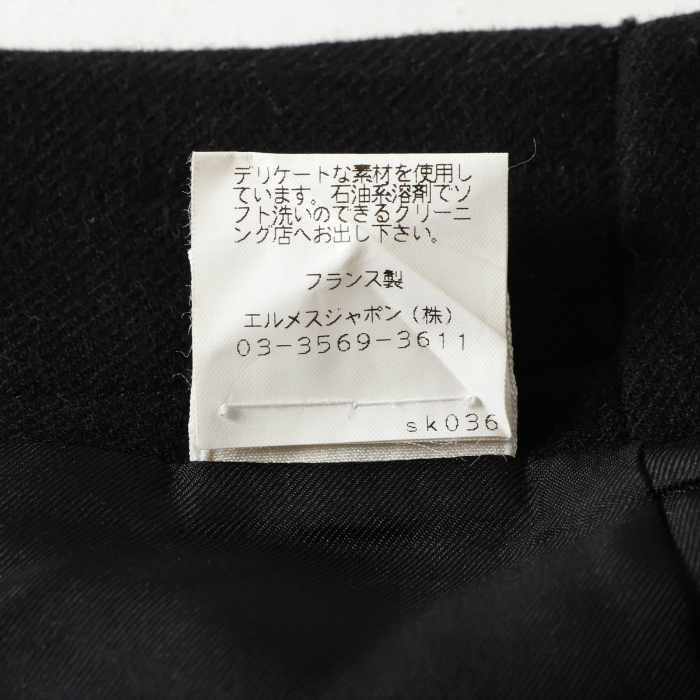 デリケートな素材を使用し
ています。石油系溶剤でソ
フト洗いのできるクリーニ
ング店へお出し下さい。
フランス製
エルメスジャポン(株)
03-3569-3611
sk036